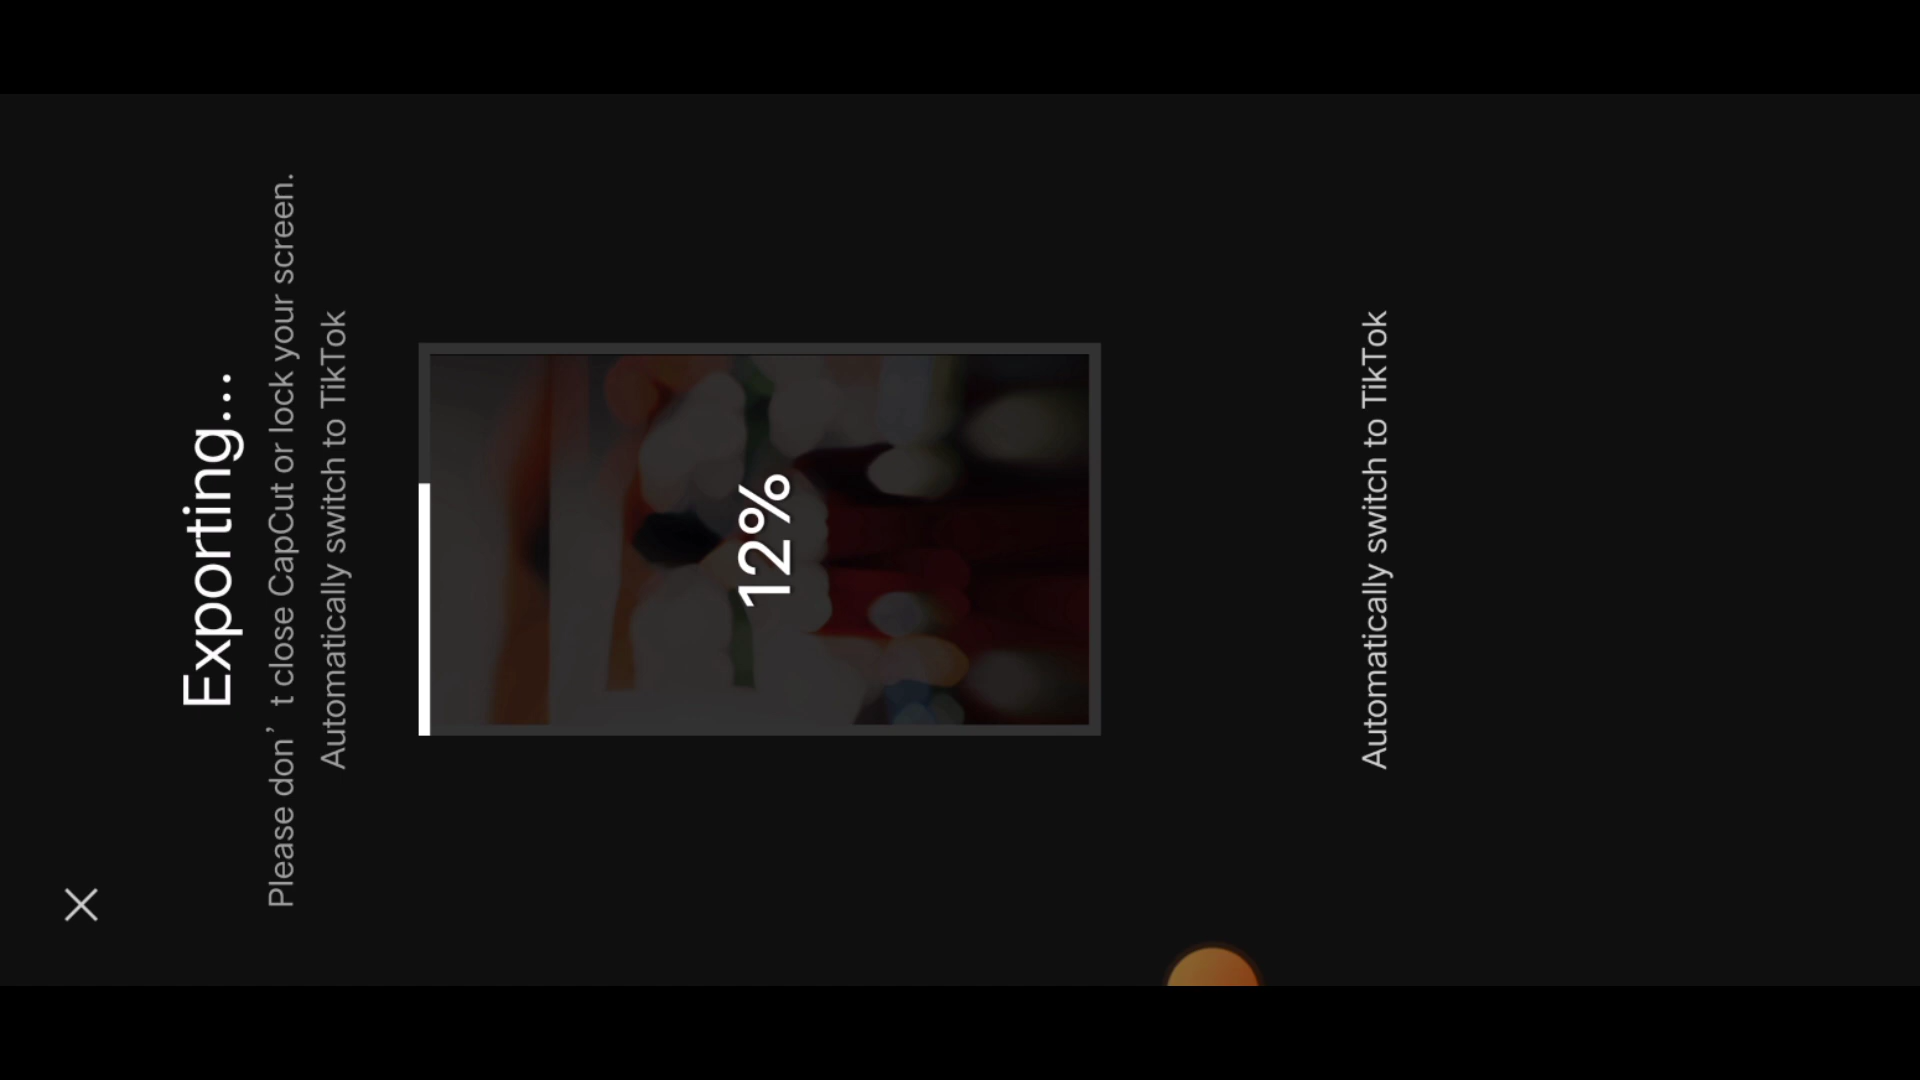 Exporting...
Please don’t close CapCut or lock your screen.
Automatically switch to TikTok
12%
Automatically switch to TikTok